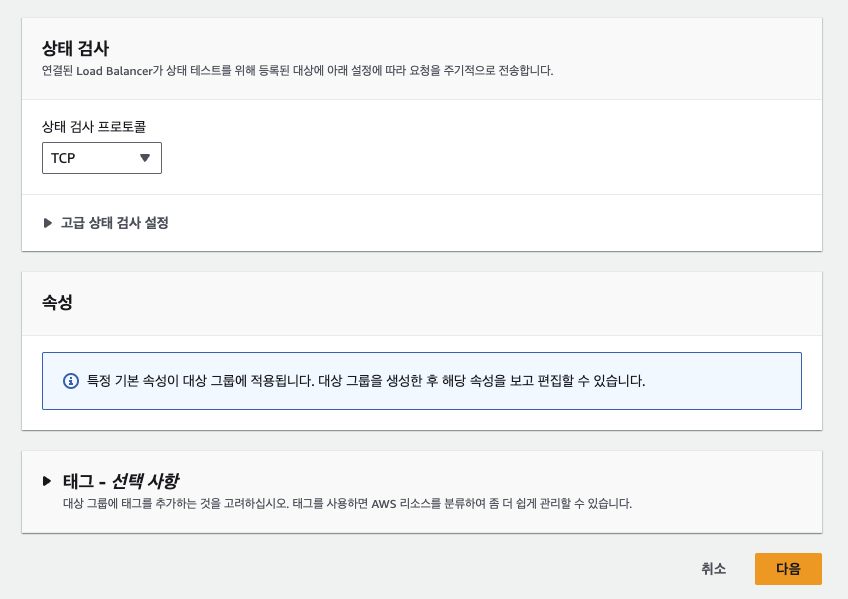 상태 검사
연결된 Load Balancer가 상태 테스트를 위해 등록된 대상에 아래 설정에 따라 요청을 주기적으로 전송합니다.
상태 검사 프로토콜
TCP
고급 상태 검사 설정
속성
특정 기본 속성이 대상 그룹에 적용됩니다. 대상 그룹을 생성한 후 해당 속성을 보고 편집할 수 있습니다.
태그 - 선택 사항
대상 그룹에 태그를 추가하는 것을 고려하십시오. 태그를 사용하면 AWS 리소스를 분류하여 좀 더 쉽게 관리할 수 있습니다.
취소
다음